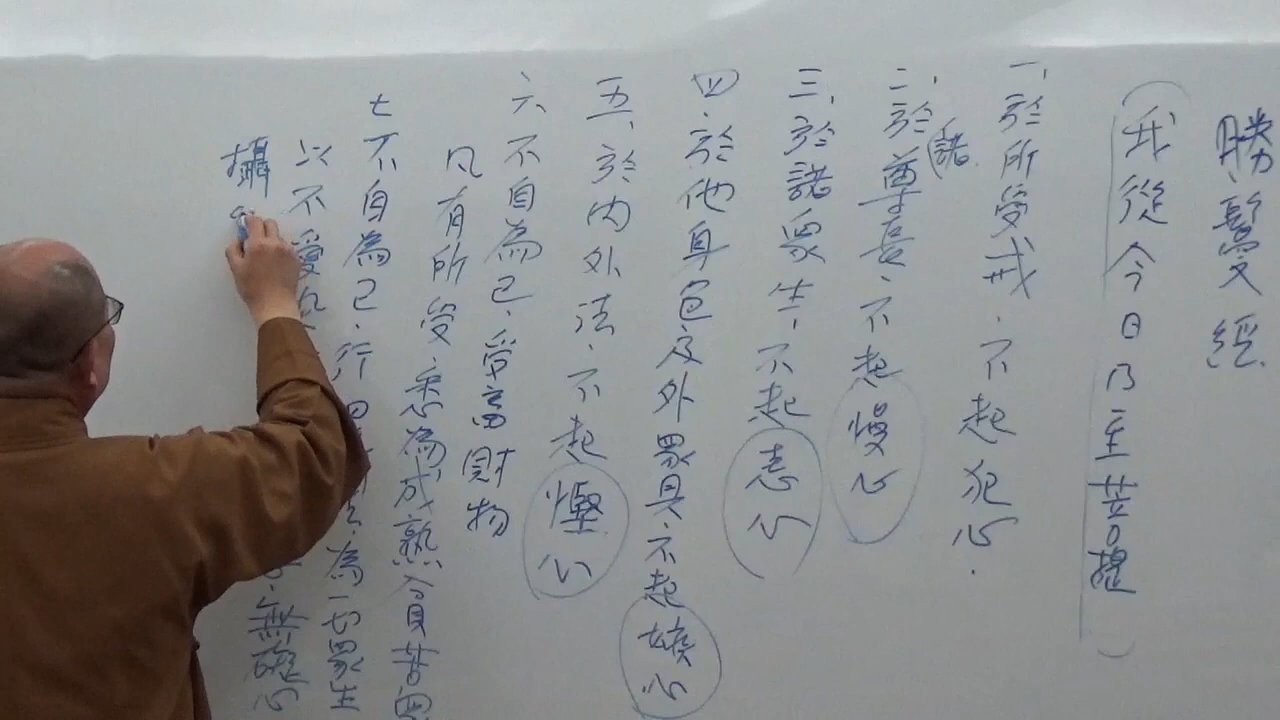 勝鬘經
(我從今日乃至菩提)
一、於所受戒.不起犯心.
二、於(諸)尊長.不起慢心
三、於諸眾生,不起恚心
四.於他身色及外眾具.不起嫉心
五、於內外法.不起慳心
六、不自為己.受畜財物
凡有所受.悉為成熟貧苦
七不自為己.行四為一切眾生
以不愛無礙心
攝